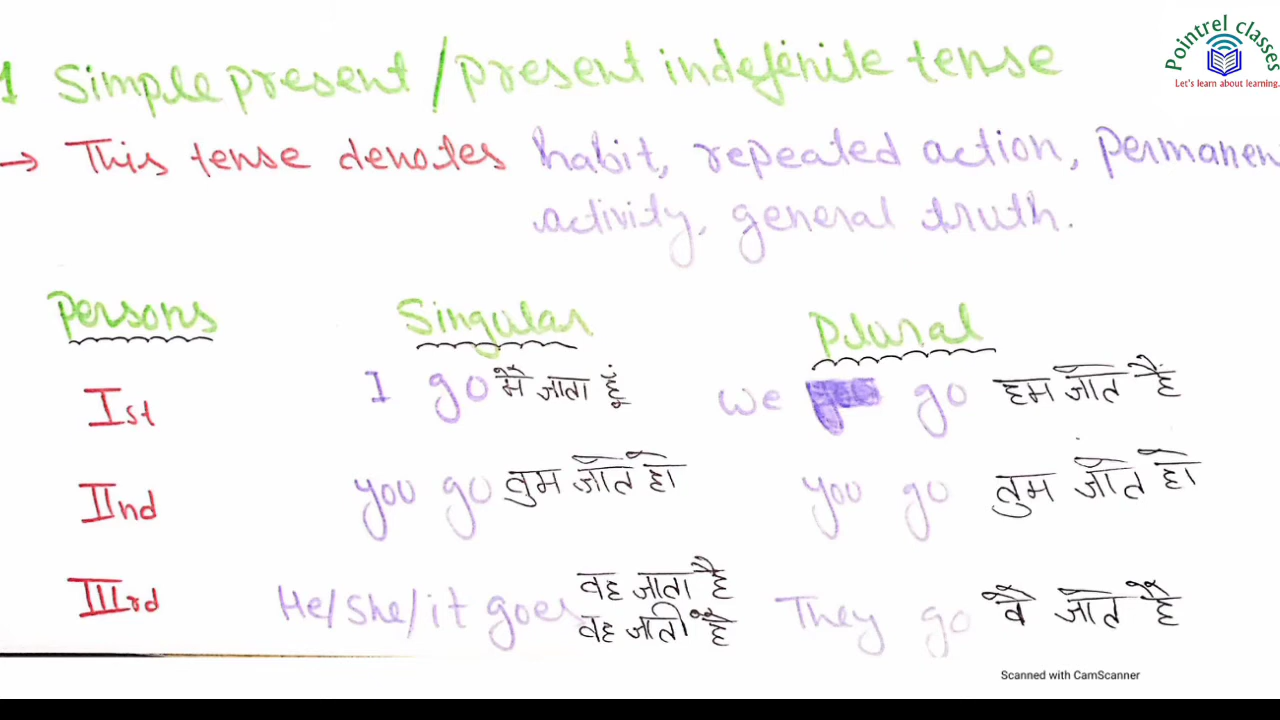 Pointrel classes
Let's learn about learning.
1 Simple present / present indefinite tense
→ This tense denotes habit, repeated action, permanen
activity, general truth.
Persons Singular Plural
Ist I go मै जाता हूँ we go हम जाते है
IInd you go तुम जाते हो you go तुम जाते हो
IIIrd He/She/it goes वह जाता है They go वे जाते है
वह जाती है
Scanned with CamScanner